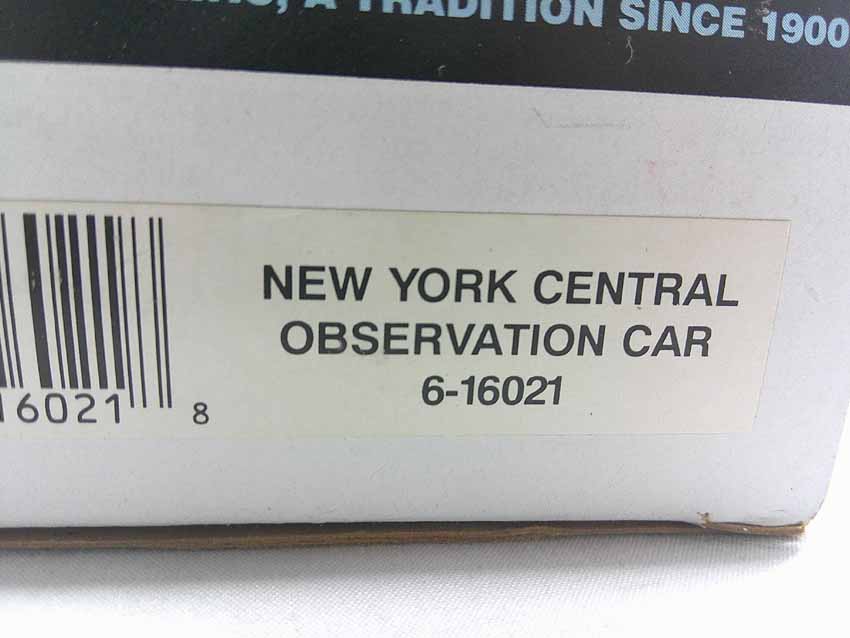 A TRADITION SINCE 1900
NEW YORK CENTRAL
OBSERVATION CAR
6-16021
16021 8